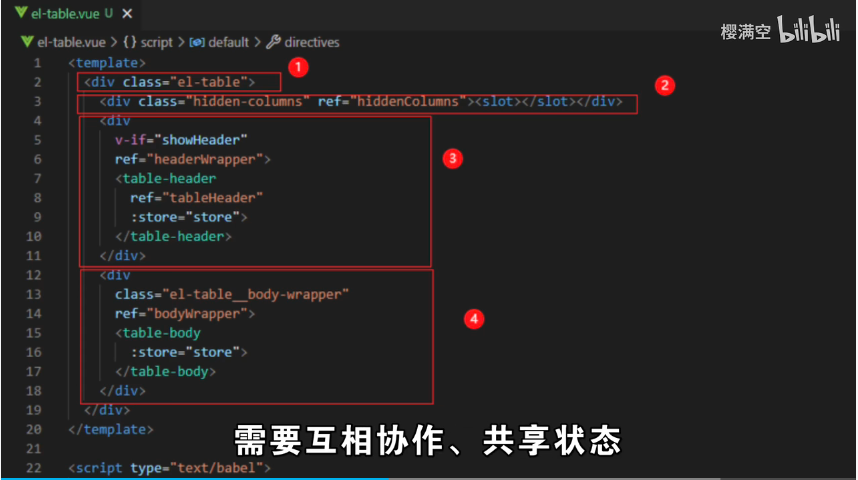 el-table.vue U
樱满空 bilibili
el-table.vue > {} script > default > directives
1 <template>
①
2 <div class="el-table">
②
3 <div class="hidden-columns" ref="hiddenColumns"><slot></slot></div>
4 <div
5 v-if="showHeader"
6 ref="headerWrapper">
③
7 <table-header
8 ref="tableHeader"
9 :store="store">
10 </table-header>
11 </div>
12 <div
13 class="el-table__body-wrapper"
14 ref="bodyWrapper">
④
15 <table-body
16 :store="store">
17 </table-body>
18 </div>
19 </div>
20 </template>
需要互相协作、共享状态
21
22 <script type="text/babel">